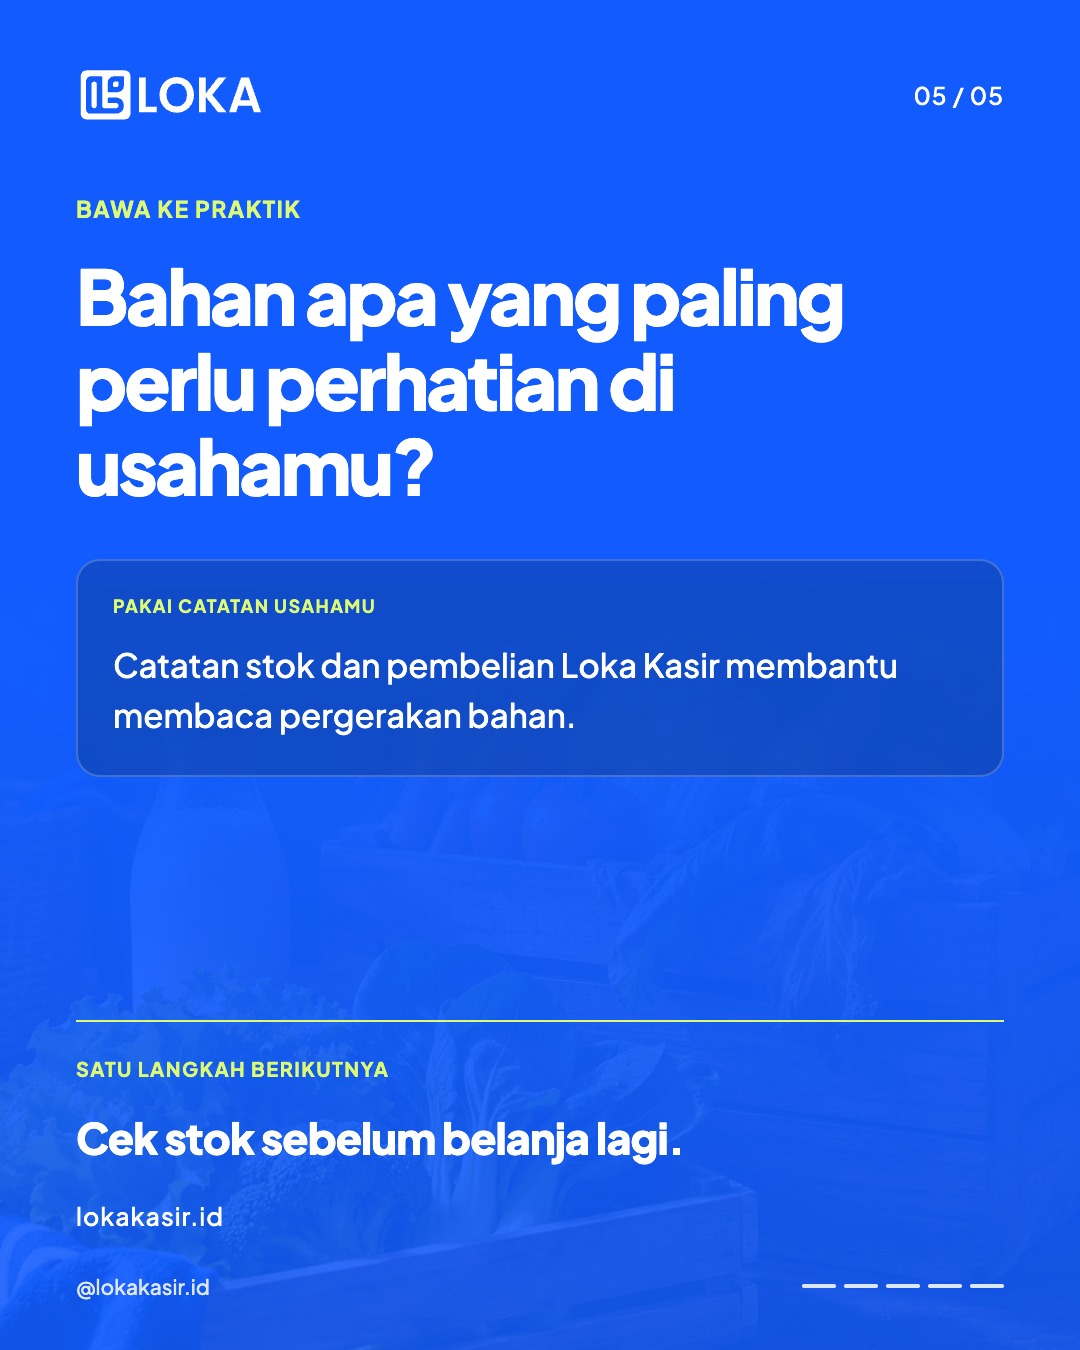 LOKA
05 / 05
BAWA KE PRAKTIK
Bahan apa yang paling
perlu perhatian di
usahamu?
PAKAI CATATAN USAHAMU
Catatan stok dan pembelian Loka Kasir membantu
membaca pergerakan bahan.
SATU LANGKAH BERIKUTNYA
Cek stok sebelum belanja lagi.
lokakasir.id
@lokakasir.id